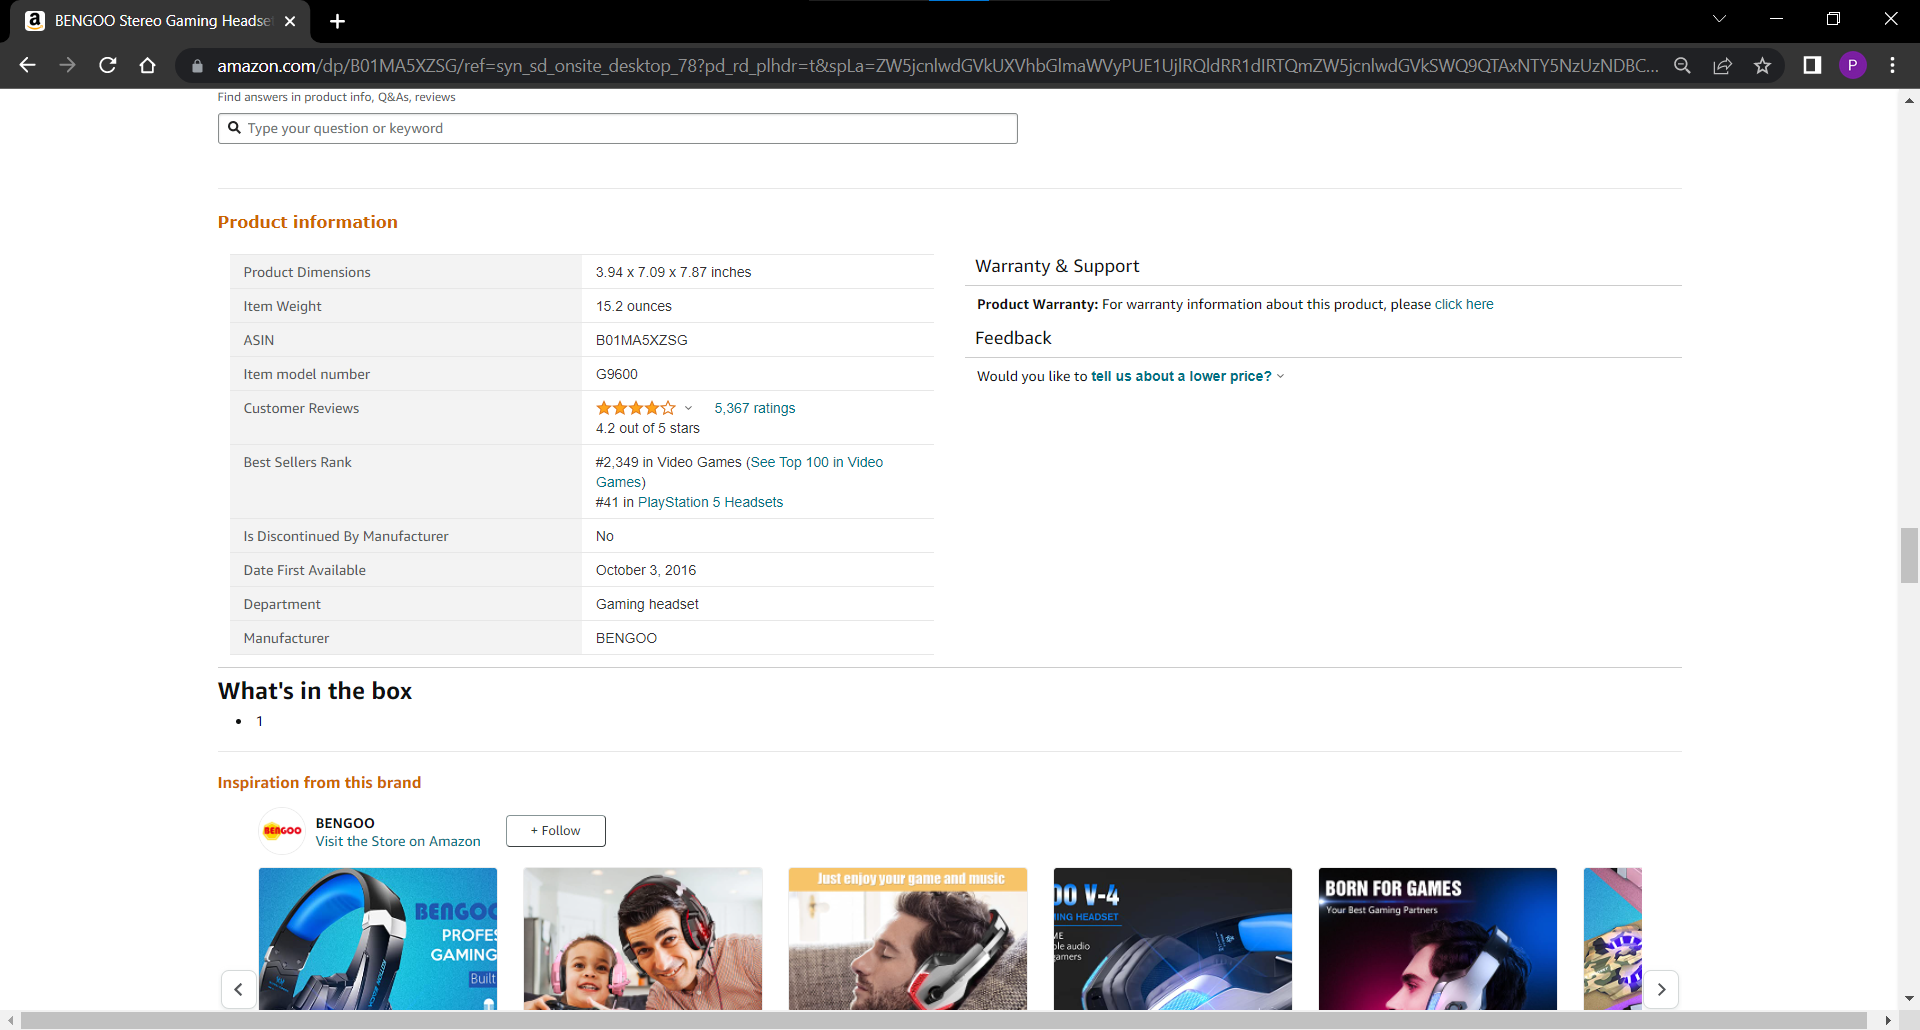 BENGOO Stereo Gaming Headse
amazon.com/dp/B01MA5XZSG/ref=syn_sd_onsite_desktop_78?pd_rd_plhdr=t&spLa=ZW5jcnlwdGVkUXVhbGlmaWVyPUE1UjlRQldRR1dIRTQmZW5jcnlwdGVkSWQ9QTAxNTY5NzUzNDBC...
P
Find answers in product info, Q&As, reviews
Type your question or keyword
Product information
Product Dimensions 3.94 x 7.09 x 7.87 inches
Item Weight 15.2 ounces
ASIN B01MA5XZSG
Item model number G9600
Customer Reviews 5,367 ratings
4.2 out of 5 stars
Best Sellers Rank #2,349 in Video Games (See Top 100 in Video
Games)
#41 in PlayStation 5 Headsets
Is Discontinued By Manufacturer No
Date First Available October 3, 2016
Department Gaming headset
Manufacturer BENGOO
Warranty & Support
Product Warranty: For warranty information about this product, please click here
Feedback
Would you like to tell us about a lower price?
What's in the box
• 1
Inspiration from this brand
BENGOO
BENGOO
Visit the Store on Amazon
+ Follow
BENGOO
PROFES
GAMING
Built
Just enjoy your game and music
OO V-4
ING HEADSET
ME
ble audio
gamers
BORN FOR GAMES
Your Best Gaming Partners